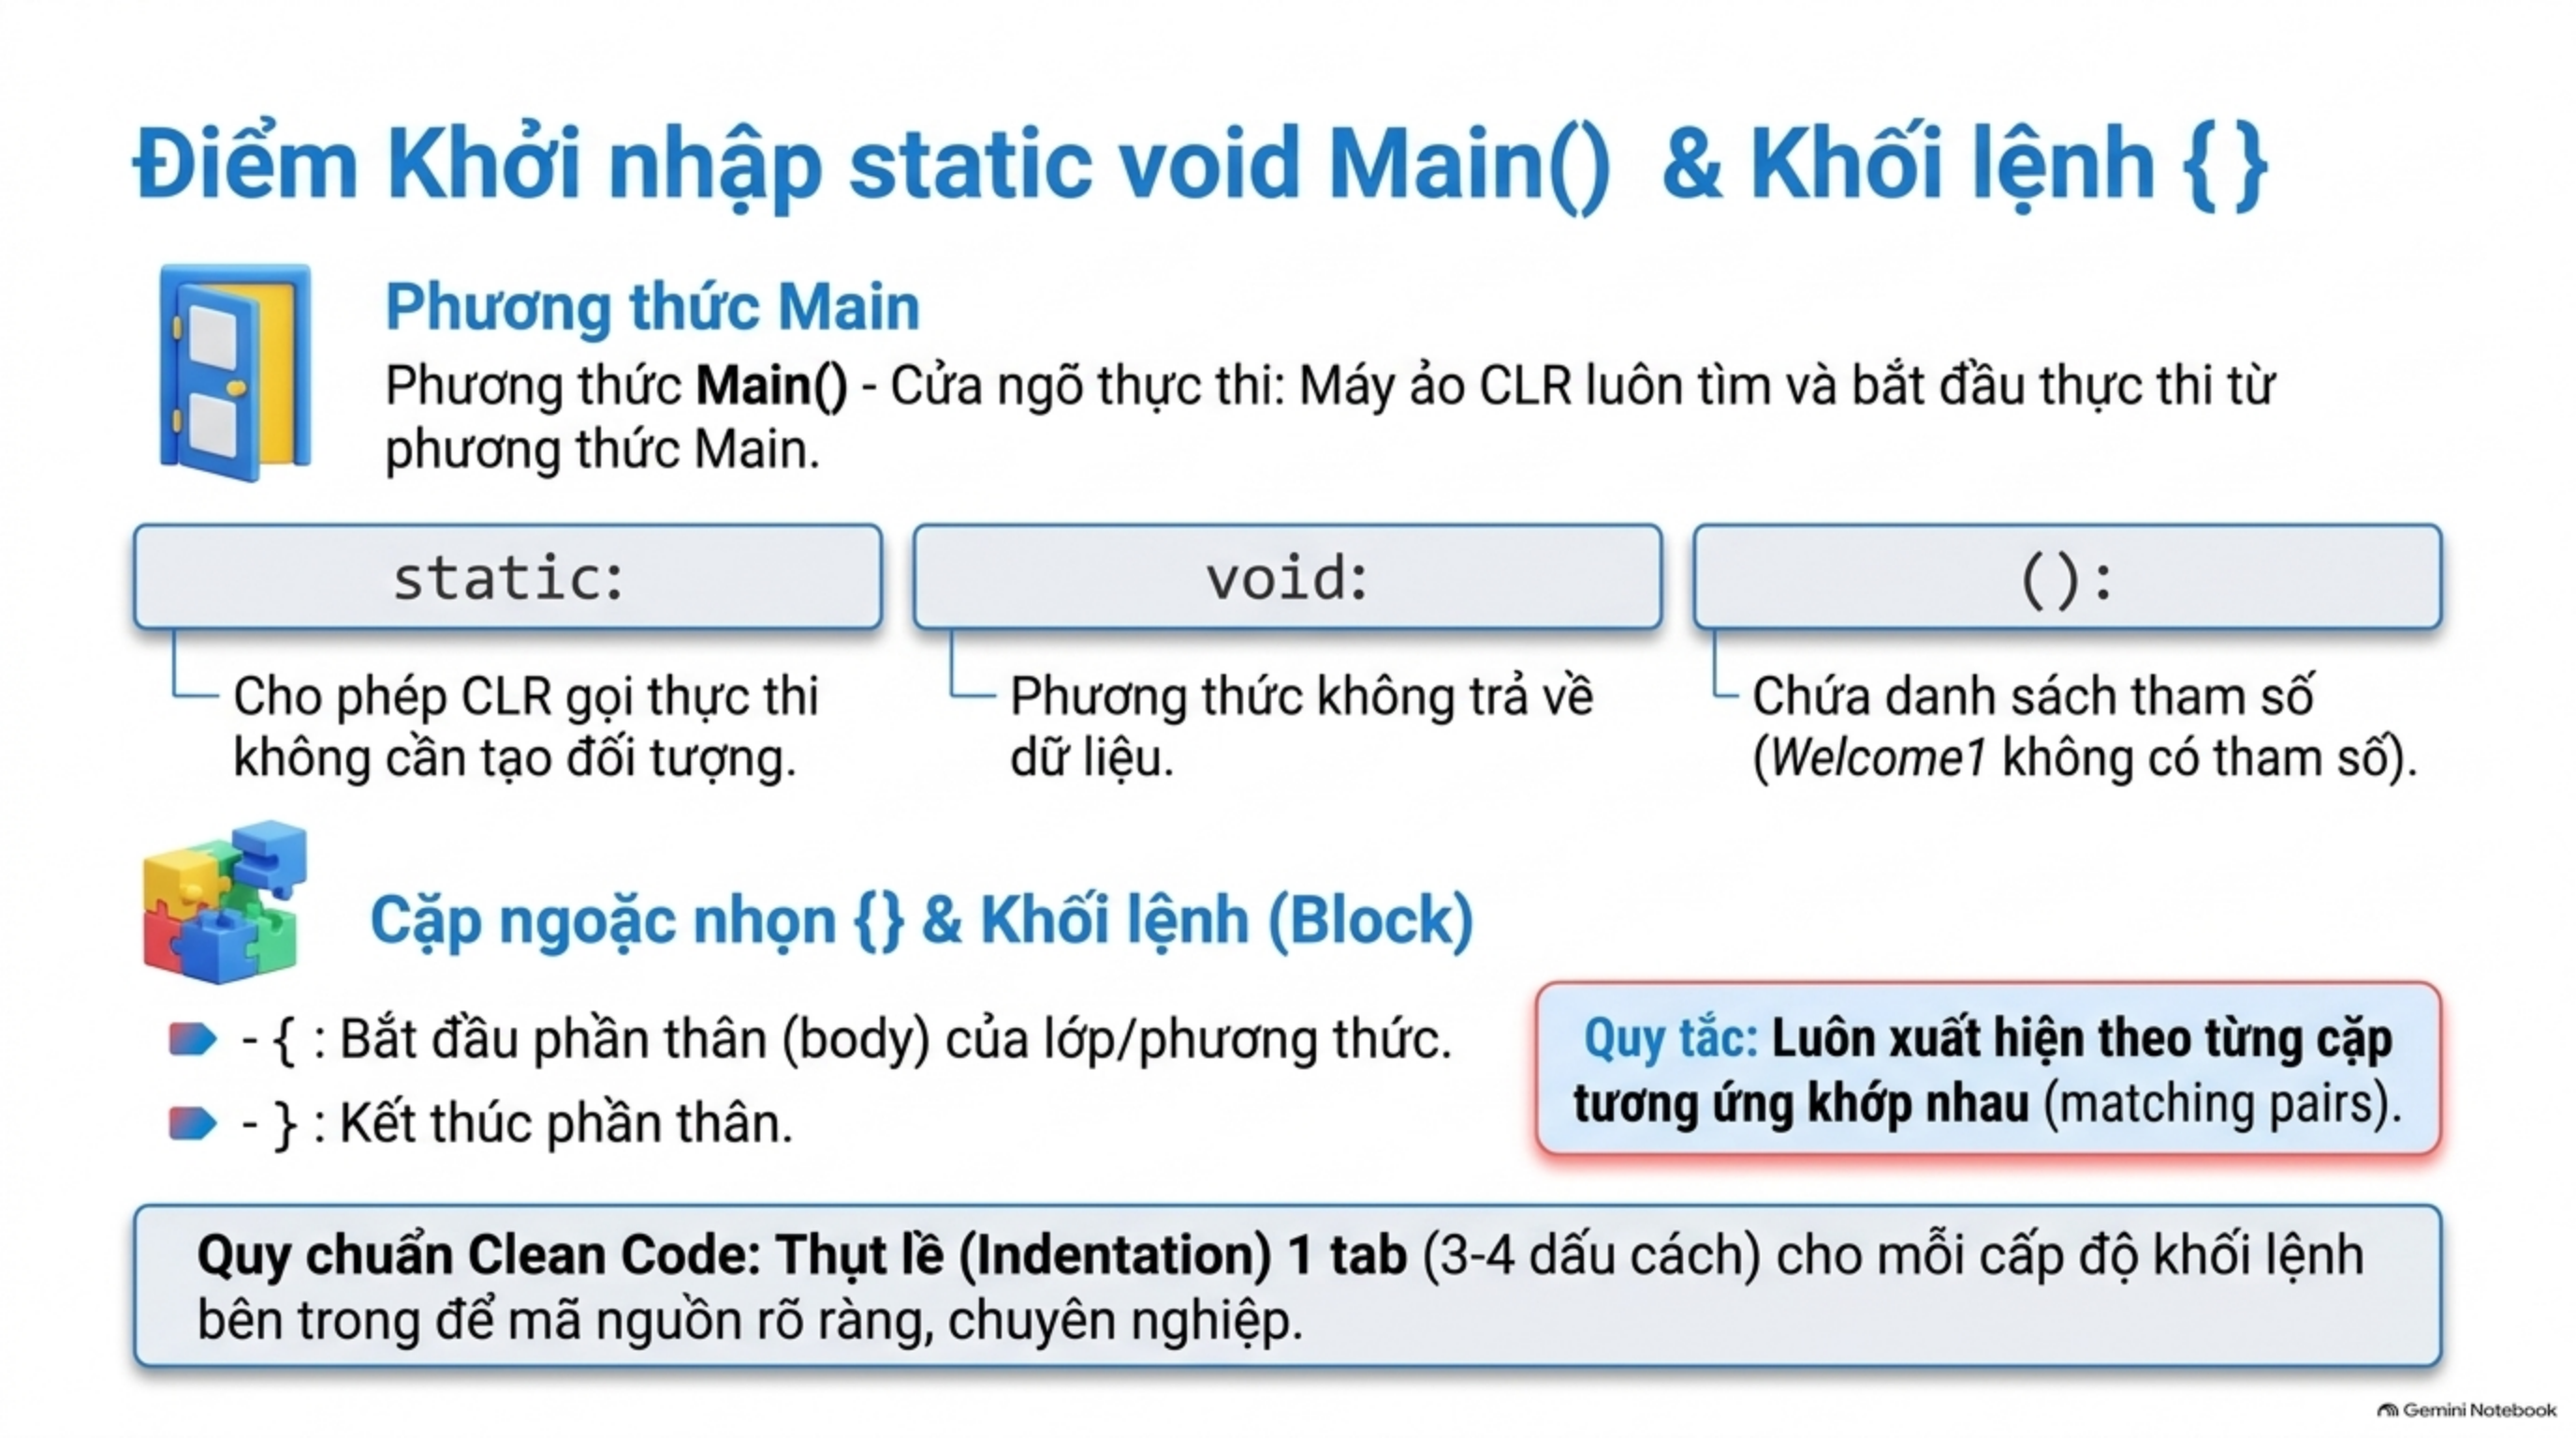 Điểm Khởi nhập static void Main() & Khối lệnh { }
Phương thức Main
Phương thức Main() - Cửa ngõ thực thi: Máy ảo CLR luôn tìm và bắt đầu thực thi từ
phương thức Main.
static:
Cho phép CLR gọi thực thi
không cần tạo đối tượng.
void:
Phương thức không trả về
dữ liệu.
():
Chứa danh sách tham số
(Welcome1 không có tham số).
Cặp ngoặc nhọn {} & Khối lệnh (Block)
- { : Bắt đầu phần thân (body) của lớp/phương thức.
- } : Kết thúc phần thân.
Quy tắc: Luôn xuất hiện theo từng cặp
tương ứng khớp nhau (matching pairs).
Quy chuẩn Clean Code: Thụt lề (Indentation) 1 tab (3-4 dấu cách) cho mỗi cấp độ khối lệnh
bên trong để mã nguồn rõ ràng, chuyên nghiệp.
Gemini Notebook